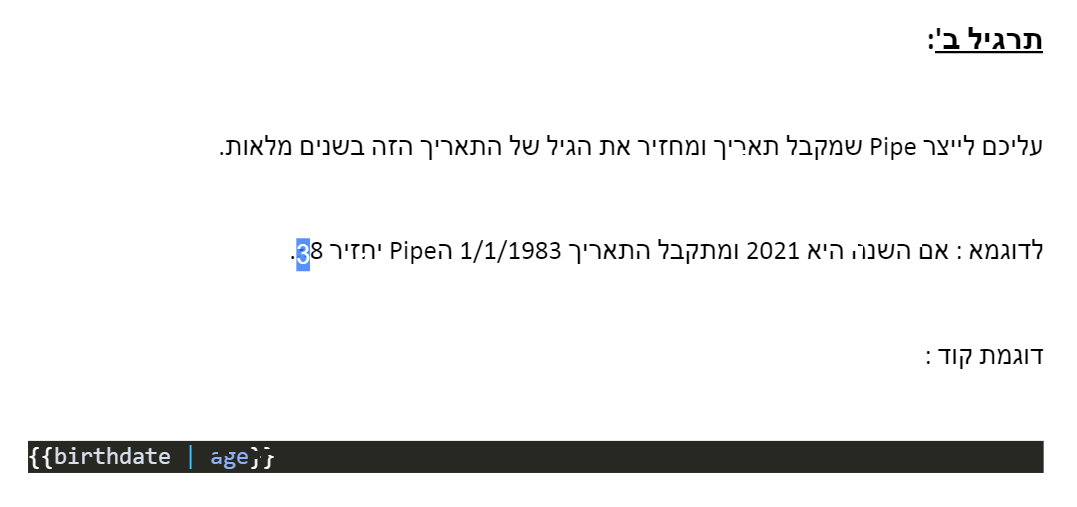 תרגיל ב':
עליכם לייצר Pipe שמקבל תאריך ומחזיר את הגיל של התאריך הזה בשנים מלאות.
לדוגמא : אם השנה היא 2021 ומתקבל התאריך 1/1/1983 הPipe יחזיר 38.
דוגמת קוד :
{{birthdate | age}}